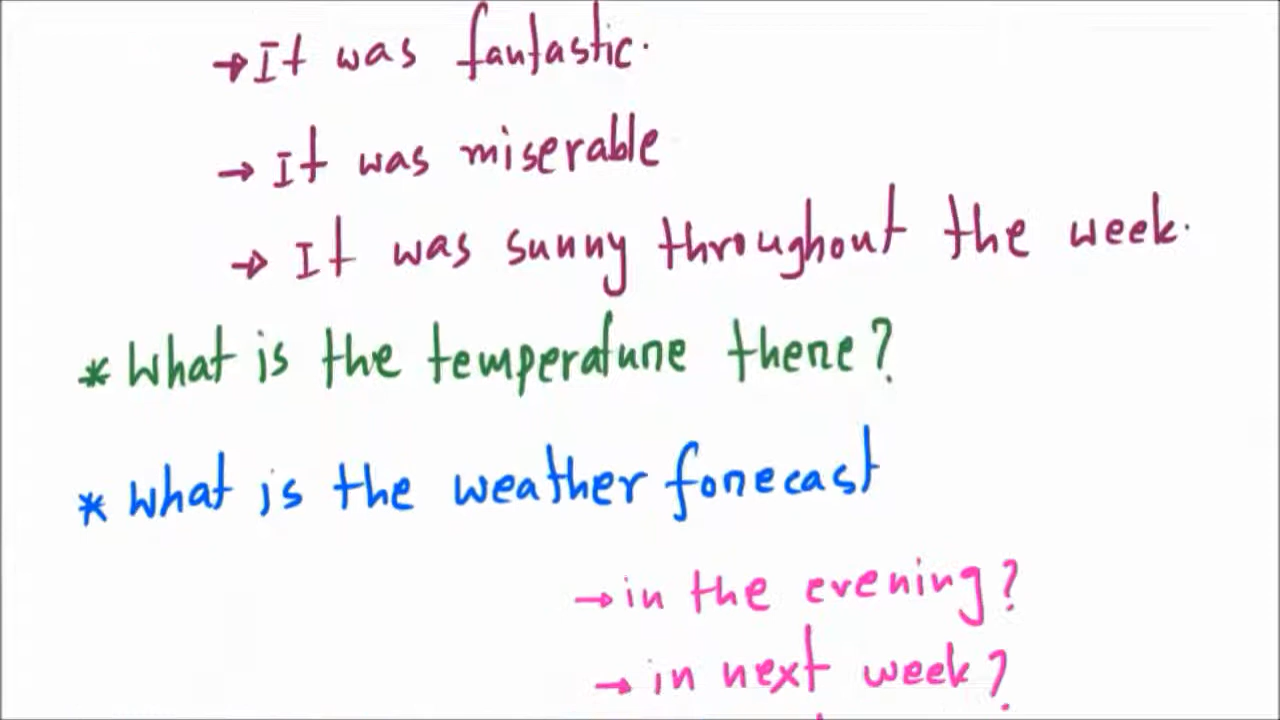 → It was fantastic.
→ It was miserable
→ It was sunny throughout the week.
* What is the temperature there?
* What is the weather forecast
→ in the evening?
→ in next week?